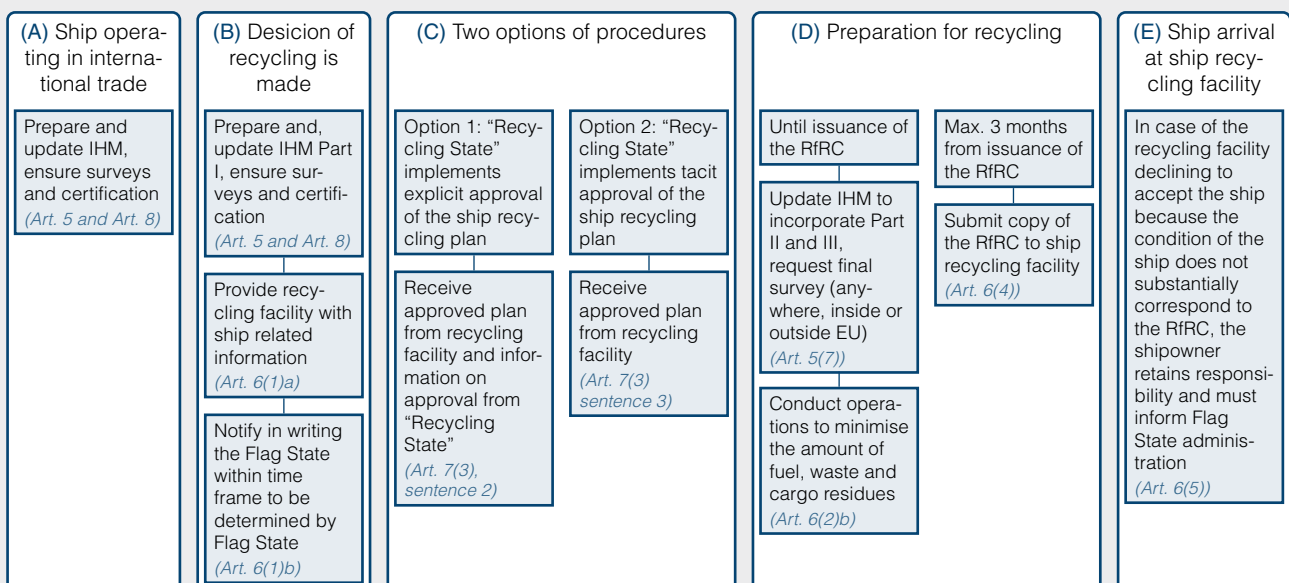 (A) Ship opera-
ting in interna-
tional trade
Prepare and
update IHM,
ensure surveys
and certification
(Art. 5 and Art. 8)
(B) Desicion of
recycling is
made
Prepare and,
update IHM Part
I, ensure sur-
veys and certifi-
cation
(Art. 5 and Art. 8)
Provide recy-
cling facility with
ship related
information
(Art. 6(1)a)
Notify in writing
the Flag State
within time
frame to be
determined by
Flag State
(Art. 6(1)b)
(C) Two options of procedures
Option 1: “Recy-
cling State”
implements
explicit approval
of the ship recy-
cling plan
Receive
approved plan
from recycling
facility and infor-
mation on
approval from
“Recycling
State”
(Art. 7(3),
sentence 2)
Option 2: “Recy-
cling State”
implements tacit
approval of the
ship recycling
plan
Receive
approved plan
from recycling
facility
(Art. 7(3)
sentence 3)
(D) Preparation for recycling
Until issuance of
the RfRC
Update IHM to
incorporate Part
II and III,
request final
survey (any-
where, inside or
outside EU)
(Art. 5(7))
Conduct opera-
tions to minimise
the amount of
fuel, waste and
cargo residues
(Art. 6(2)b)
Max. 3 months
from issuance of
the RfRC
Submit copy of
the RfRC to ship
recycling facility
(Art. 6(4))
(E) Ship arrival
at ship recy-
cling facility
In case of the
recycling facility
declining to
accept the ship
because the
condition of the
ship does not
substantially
correspond to
the RfRC, the
shipowner
retains responsi-
bility and must
inform Flag
State adminis-
tration
(Art. 6(5))